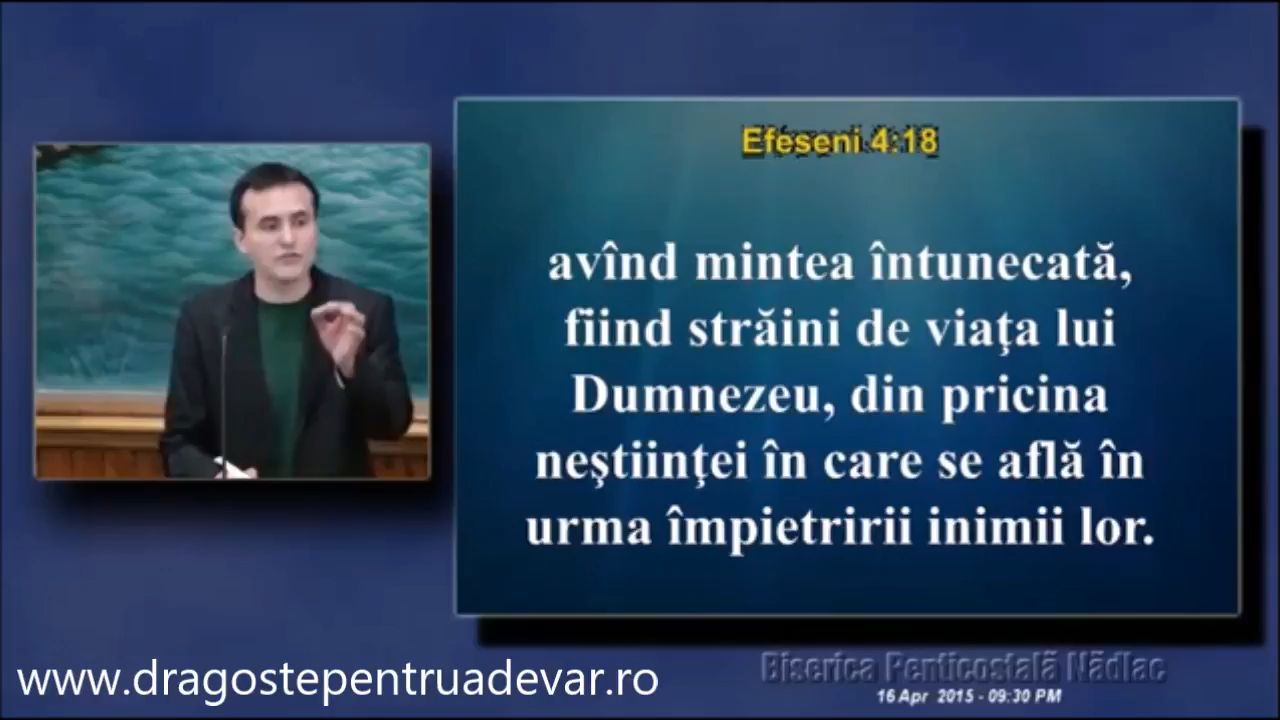 Efeseni 4:18
avînd mintea întunecată,
fiind străini de viaţa lui
Dumnezeu, din pricina
neştiinţei în care se află în
urma împietririi inimii lor.
www.dragostepentruadevar.ro
Biserica Penticostală Nădlac
16 Apr 2015 - 09:30 PM